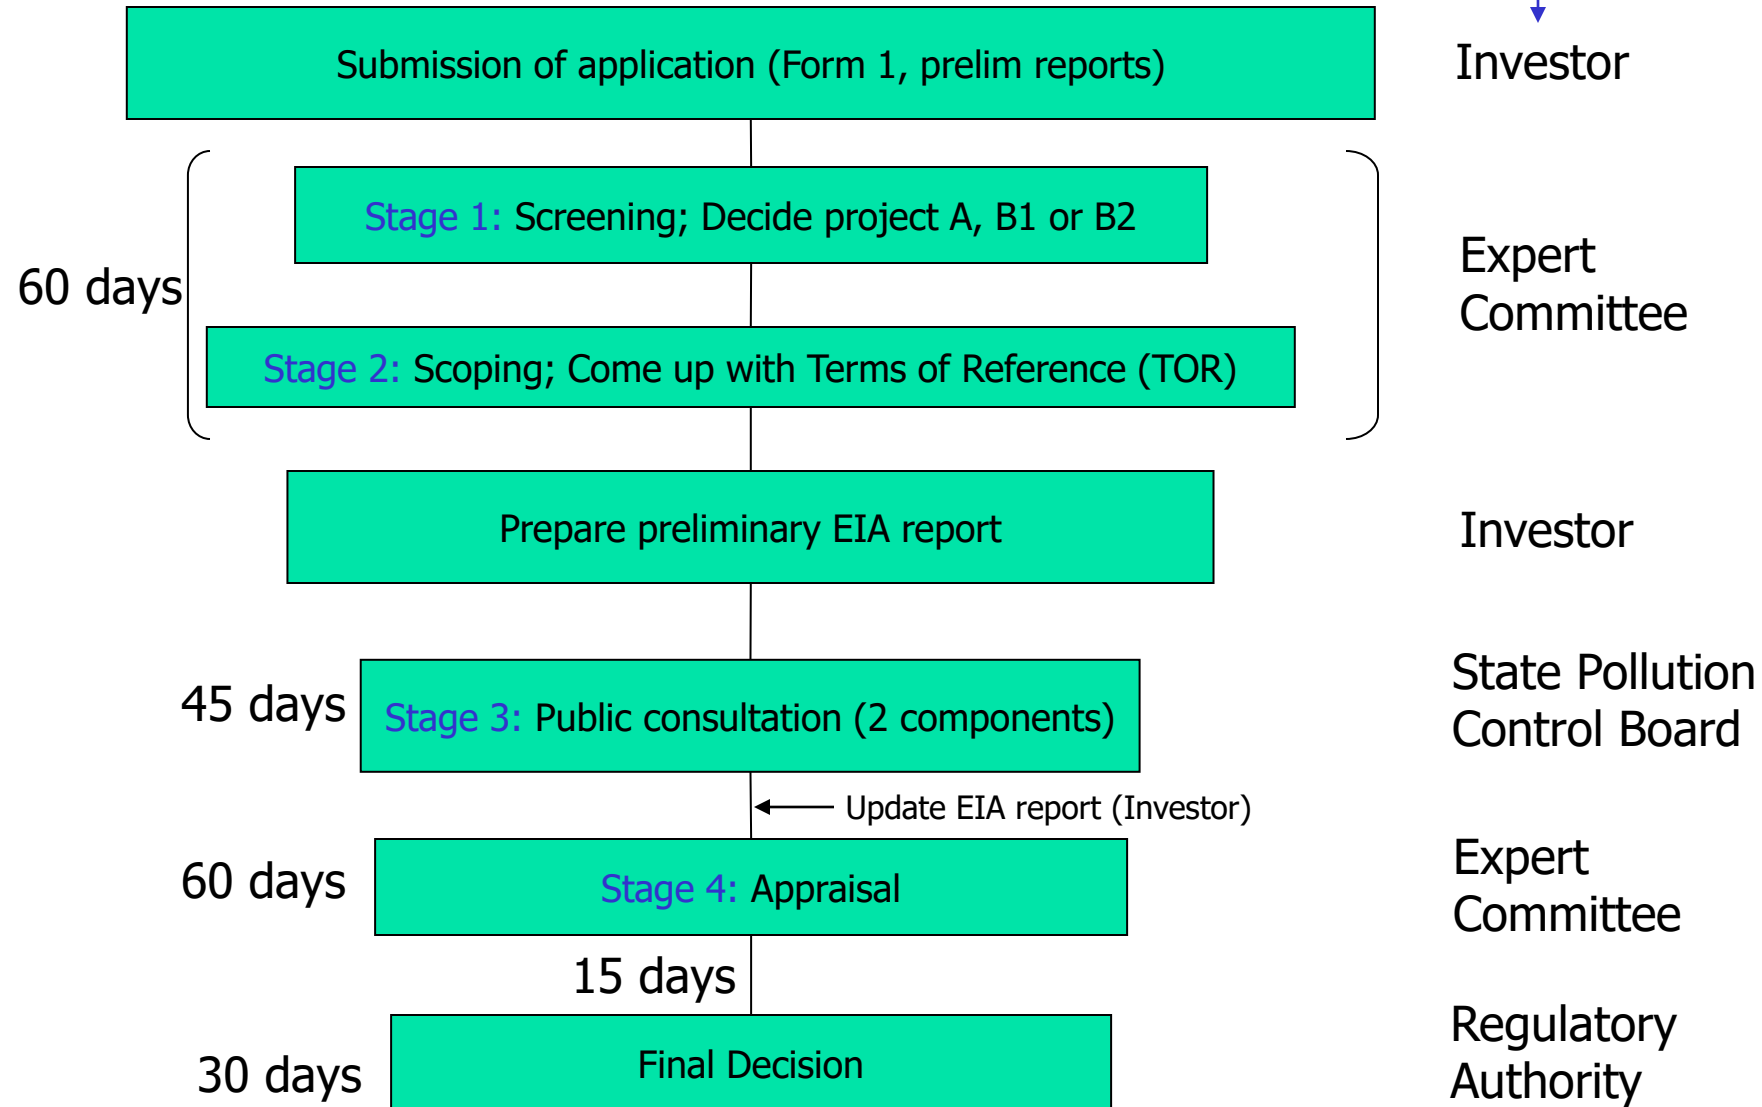 Submission of application (Form 1, prelim reports)
Investor
Stage 1: Screening; Decide project A, B1 or B2
60 days
Expert
Committee
Stage 2: Scoping; Come up with Terms of Reference (TOR)
Prepare preliminary EIA report
Investor
45 days
Stage 3: Public consultation (2 components)
State Pollution
Control Board
Update EIA report (Investor)
60 days
Stage 4: Appraisal
Expert
Committee
15 days
30 days
Final Decision
Regulatory
Authority